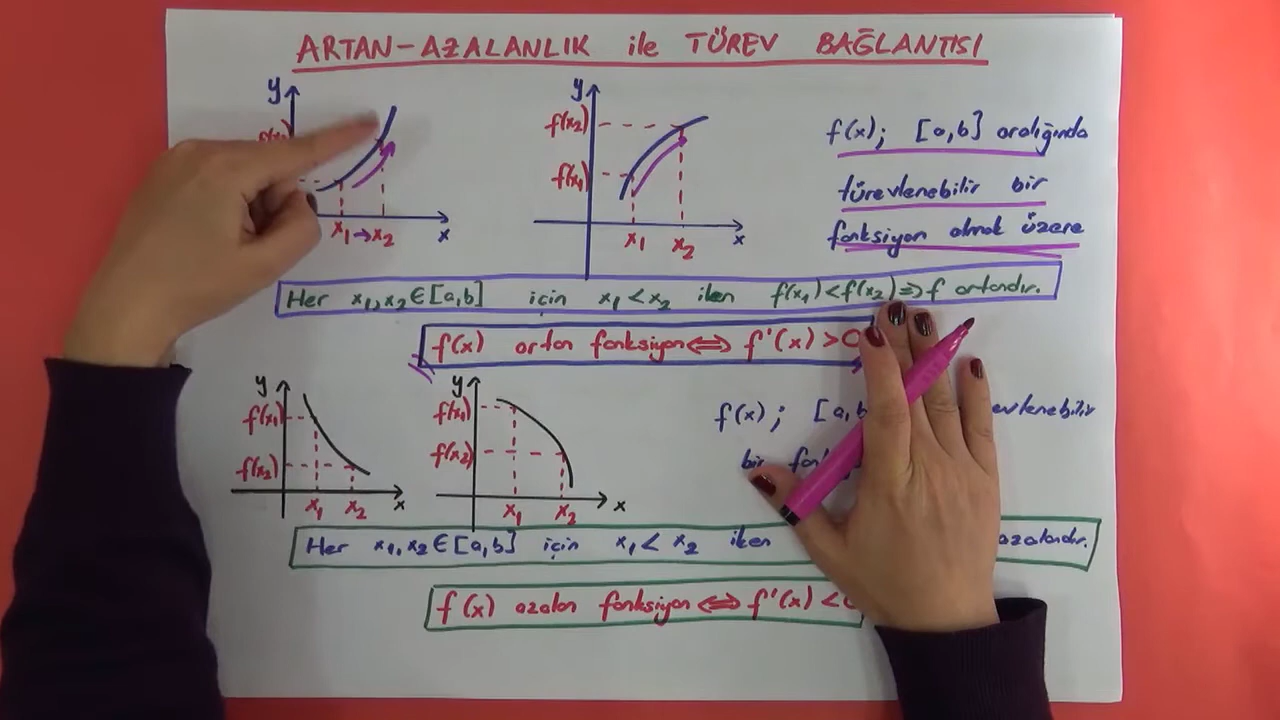 ARTAN-AZALANLIK ile TÜREV BAĞLANTISI
y
x₁→x₂
x
y
f(x₂)
f(x₁)
x₁ x₂
x
f(x); [a,b] aralığında
türevlenebilir bir
fonksiyon olmak üzere
Her x₁,x₂∈[a,b] için x₁<x₂ iken f(x₁)<f(x₂)⇒f artandır.
f(x) artan fonksiyon⇔f'(x)>0
y
f(x₁)
f(x₂)
x₁ x₂
x
y
f(x₁)
f(x₂)
x₁ x₂
x
f(x); [a,b
bir
Her x₁,x₂∈[a,b] için x₁<x₂ iken azalandır.
f(x) azalan fonksiyon⇔f'(x)<0